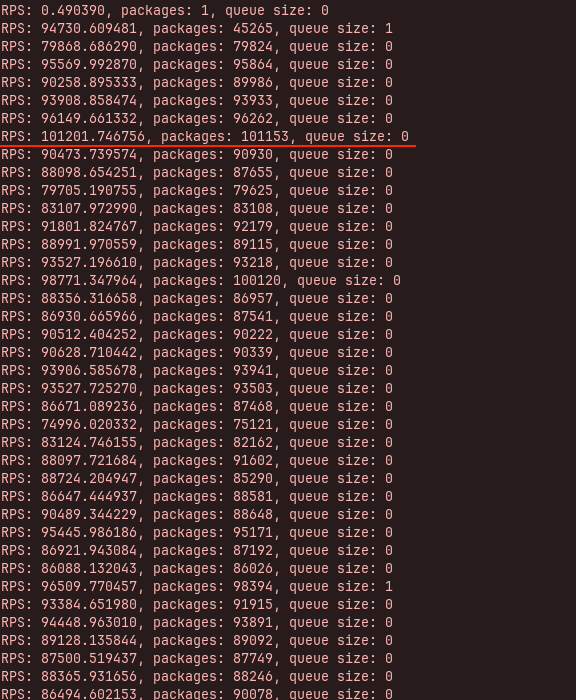 RPS: 0.490390, packages: 1, queue size: 0
RPS: 94730.609481, packages: 45265, queue size: 1
RPS: 79868.686290, packages: 79824, queue size: 0
RPS: 95569.992870, packages: 95864, queue size: 0
RPS: 90258.895333, packages: 89986, queue size: 0
RPS: 93908.858474, packages: 93933, queue size: 0
RPS: 96149.661332, packages: 96262, queue size: 0
RPS: 101201.746756, packages: 101153, queue size: 0
RPS: 90473.739574, packages: 90930, queue size: 0
RPS: 88098.654251, packages: 87655, queue size: 0
RPS: 79705.190755, packages: 79625, queue size: 0
RPS: 83107.972990, packages: 83108, queue size: 0
RPS: 91801.824767, packages: 92179, queue size: 0
RPS: 88991.970559, packages: 89115, queue size: 0
RPS: 93527.196610, packages: 93218, queue size: 0
RPS: 98771.347964, packages: 100120, queue size: 0
RPS: 88356.316658, packages: 86957, queue size: 0
RPS: 86930.665966, packages: 87541, queue size: 0
RPS: 90512.404252, packages: 90222, queue size: 0
RPS: 90628.710442, packages: 90339, queue size: 0
RPS: 93906.585678, packages: 93941, queue size: 0
RPS: 93527.725270, packages: 93503, queue size: 0
RPS: 86671.089236, packages: 87468, queue size: 0
RPS: 74996.020332, packages: 75121, queue size: 0
RPS: 83124.746155, packages: 82162, queue size: 0
RPS: 88097.721684, packages: 91602, queue size: 0
RPS: 88724.204947, packages: 85290, queue size: 0
RPS: 86647.444937, packages: 88581, queue size: 0
RPS: 90489.344229, packages: 88648, queue size: 0
RPS: 95445.986186, packages: 95171, queue size: 0
RPS: 86921.943084, packages: 87192, queue size: 0
RPS: 86088.132043, packages: 86026, queue size: 0
RPS: 96509.770457, packages: 98394, queue size: 1
RPS: 93384.651980, packages: 91915, queue size: 0
RPS: 94448.963010, packages: 93891, queue size: 0
RPS: 89128.135844, packages: 89092, queue size: 0
RPS: 87500.519437, packages: 87749, queue size: 0
RPS: 88365.931656, packages: 88246, queue size: 0
RPS: 86494.602153, packages: 90078, queue size: 0